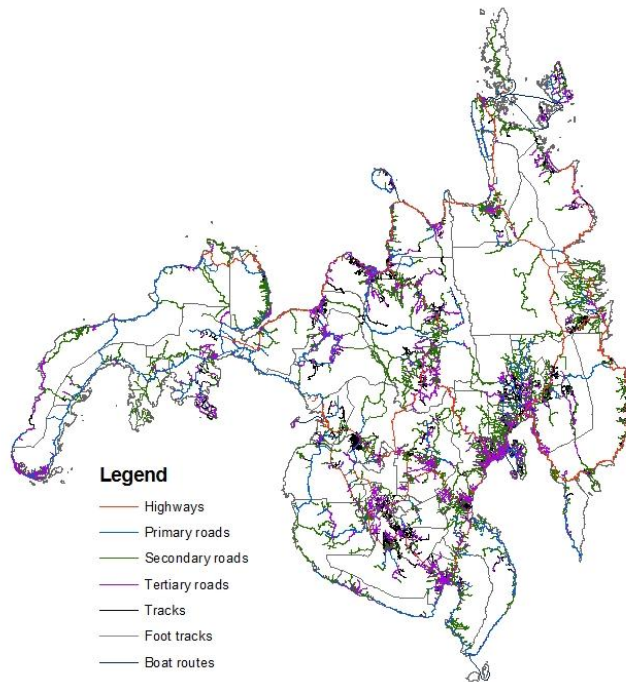 Legend
Highways
Primary roads
Secondary roads
Tertiary roads
Tracks
Foot tracks
Boat routes